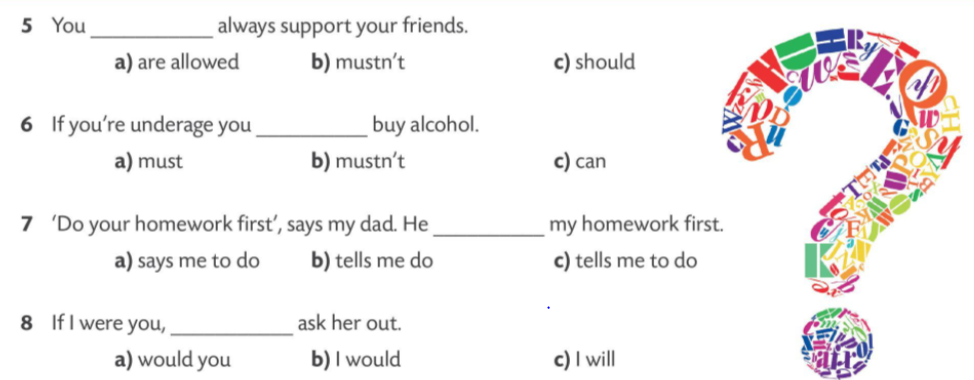 5 You ____________ always support your friends.
a) are allowed b) mustn't c) should
6 If you're underage you ___________ buy alcohol.
a) must b) mustn't c) can
7 'Do your homework first', says my dad. He ___________ my homework first.
a) says me to do b) tells me do c) tells me to do
8 If I were you, ____________ ask her out.
a) would you b) I would c) I will